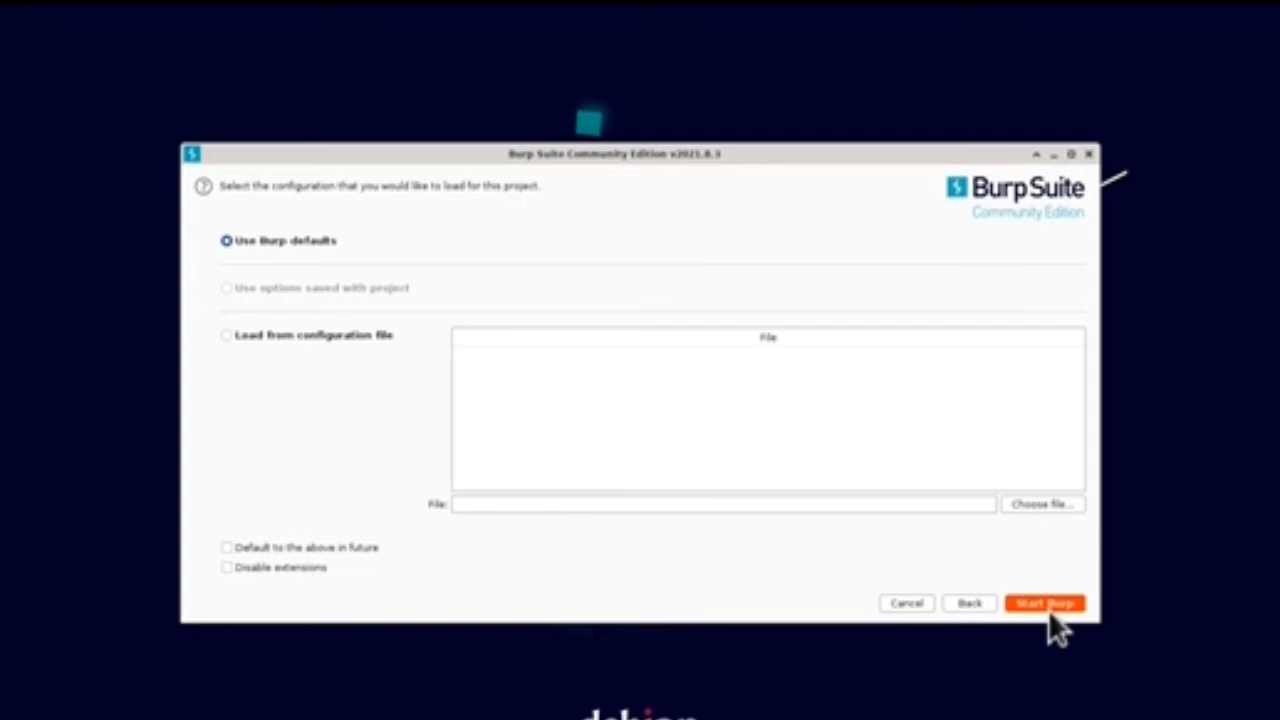 Burp Suite Community Edition v2021.8.3
Select the configuration that you would like to load for this project.
Burp Suite
Community Edition
Use Burp defaults
Use options saved with project
Load from configuration file
File
File:
Choose file...
Default to the above in future
Disable extensions
Cancel
Back
Start Burp
debian